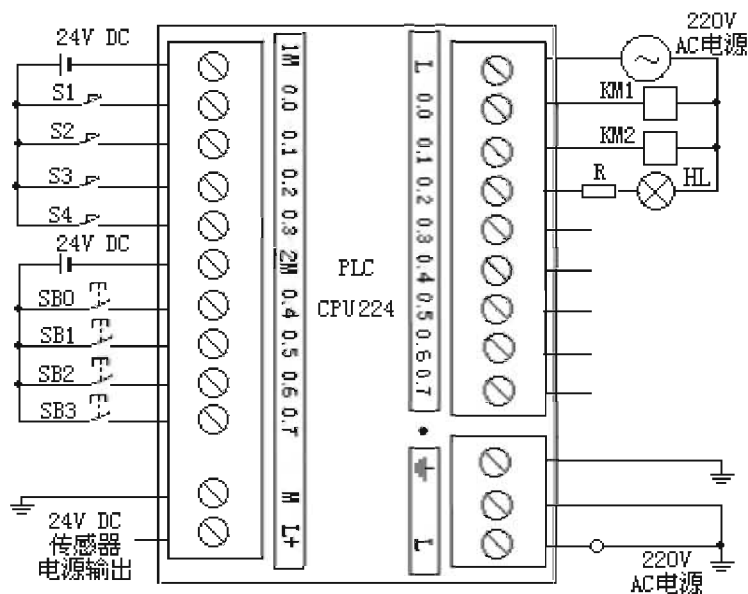 24V DC
S1
S2
S3
S4
24V DC
SB0
SB1
SB2
SB3
24V DC
传感器
电源输出
1M
0.0
0.1
0.2
0.3
2M
0.4
0.5
0.6
0.7
M
L+
PLC
CPU224
L
0.0
0.1
0.2
0.3
0.4
0.5
0.6
0.7
L
220V
AC电源
KM1
KM2
R
HL
220V
AC电源